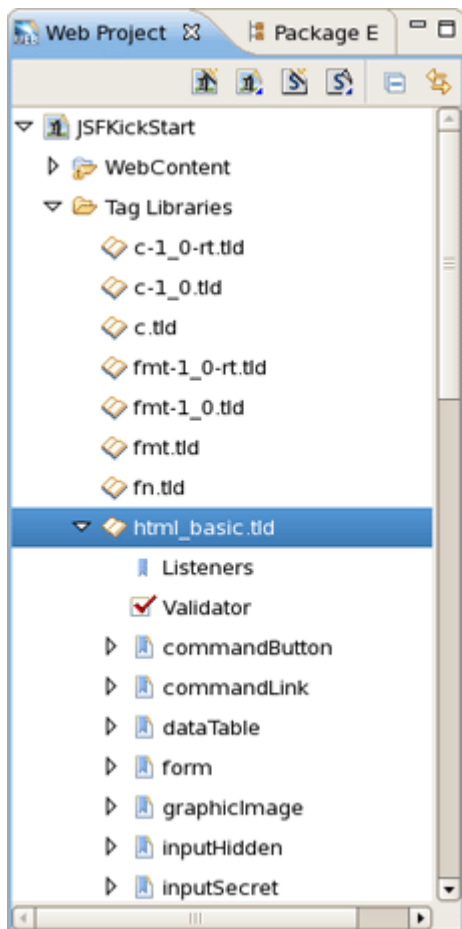 Web Project Package E
JSFKickStart
WebContent
Tag Libraries
c-1_0-rt.tld
c-1_0.tld
c.tld
fmt-1_0-rt.tld
fmt-1_0.tld
fmt.tld
fn.tld
html_basic.tld
Listeners
Validator
commandButton
commandLink
dataTable
form
graphicImage
inputHidden
inputSecret